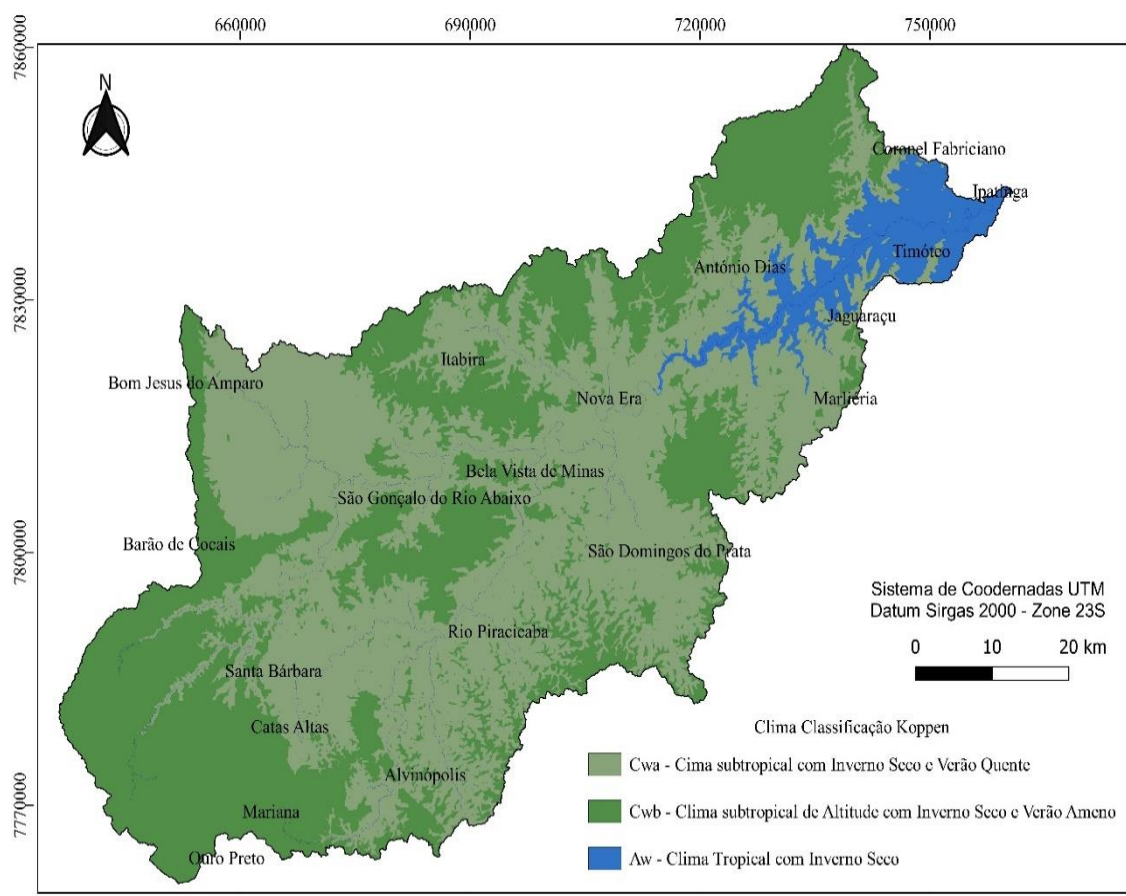 660000
690000
720000
750000
7860000
N
Coronel Fabriciano
Ipatinga
Timóteo
António Dias
7830000
Jaguaraçu
Itabira
Bom Jesus do Amparo
Nova Era
Marliéria
Bela Vista de Minas
São Gonçalo do Rio Abaixo
Barão de Cocais
7800000
São Domingos do Prata
Sistema de Coodernadas UTM
Datum Sirgas 2000 - Zone 23S
0 10 20 km
Rio Piracicaba
Santa Bárbara
Catas Altas
Clima Classificação Koppen
Cwa - Cima subtropical com Inverno Seco e Verão Quente
Alvinópolis
7770000
Mariana
Cwb - Clima subtropical de Altitude com Inverno Seco e Verão Ameno
Ouro Preto
Aw - Clima Tropical com Inverno Seco